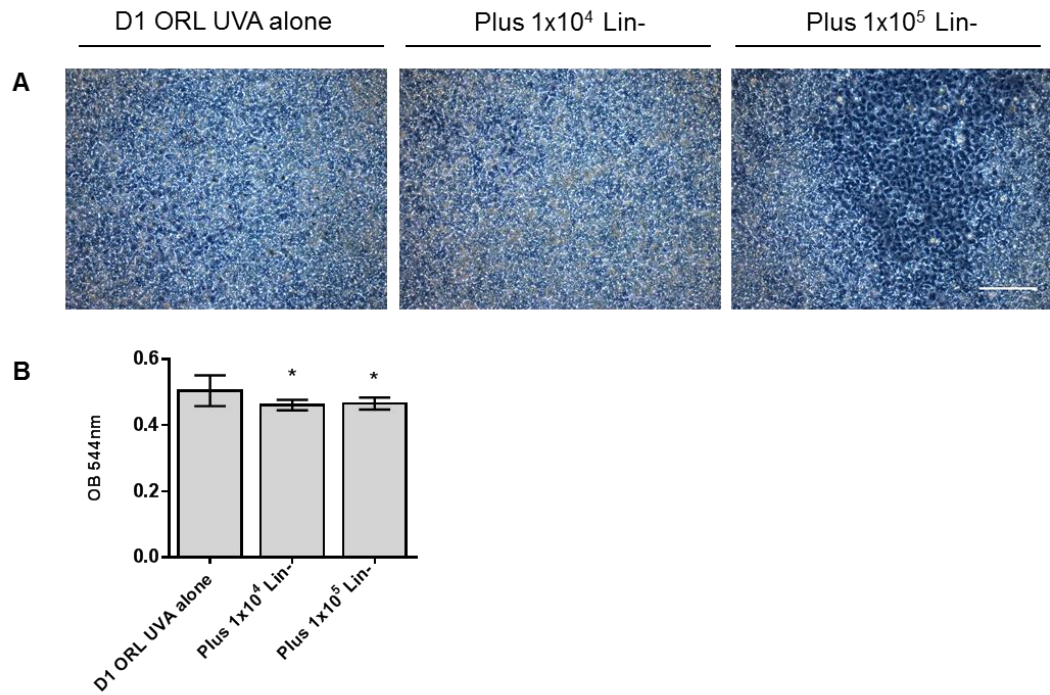 D1 ORL UVA alone
Plus 1x10⁴ Lin-
Plus 1x10⁵ Lin-
A
B
0.6
0.4
0.2
0.0
OB 544nm
*
*
D1 ORL UVA alone
Plus 1x10⁴ Lin-
Plus 1x10⁵ Lin-